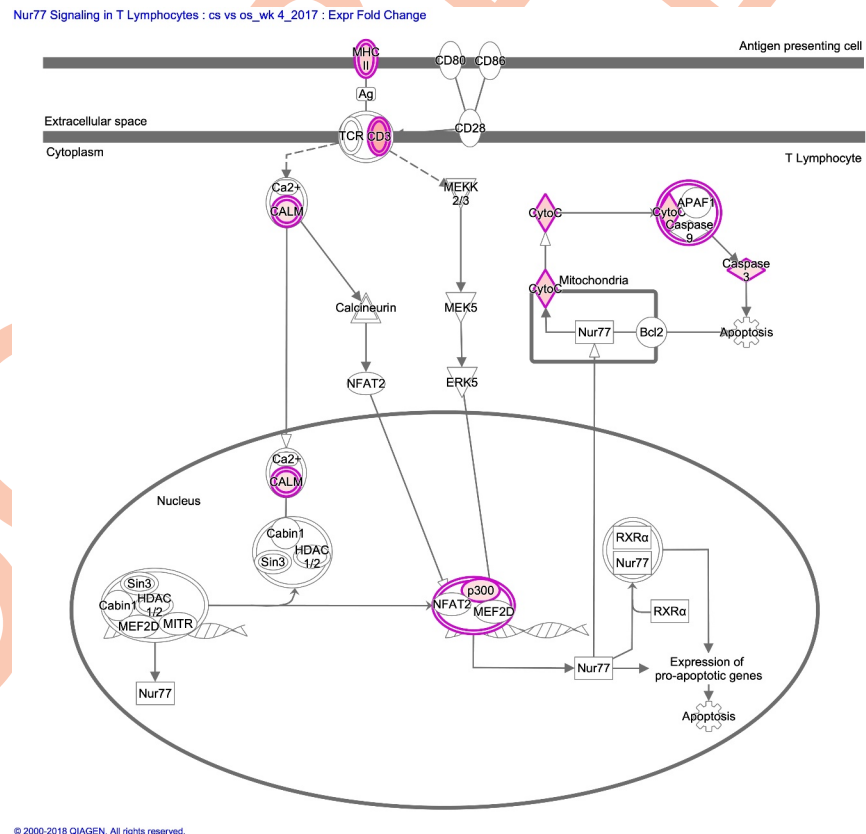 Nur77 Signaling in T Lymphocytes : cs vs os_wk 4_2017 : Expr Fold Change
Antigen presenting cell
MHC
II
CD80
CD86
Ag
Extracellular space
TCR
CD3
CD28
Cytoplasm
T Lymphocyte
Ca2+
CALM
MEKK
2/3
CytoC
CytoC
APAF1
Caspase
9
Caspase
3
CytoC
Mitochondria
Calcineurin
MEK5
Nur77
Bcl2
Apoptosis
NFAT2
ERK5
Ca2+
CALM
Nucleus
Cabin1
HDAC
1/2
Sin3
RXRα
Nur77
Sin3
Cabin1
HDAC
1/2
MEF2D
MITR
p300
NFAT2
MEF2D
RXRα
Nur77
Nur77
Expression of
pro-apoptotic genes
Apoptosis
© 2000-2018 QIAGEN. All rights reserved.